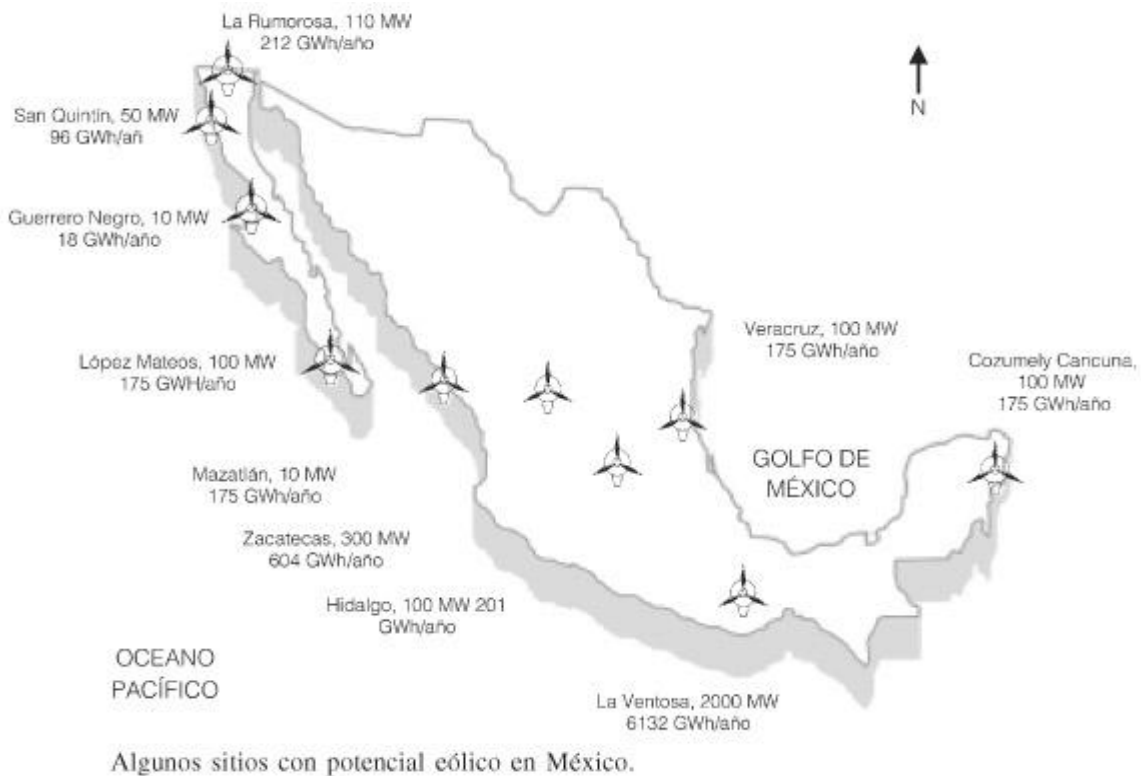 La Rumorosa, 110 MW
212 GWh/año
N
San Quintín, 50 MW
96 GWh/añ
Guerrero Negro, 10 MW
18 GWh/año
López Mateos, 100 MW
175 GWH/año
Veracruz, 100 MW
175 GWh/año
Cozumely Cancuna,
100 MW
175 GWh/año
GOLFO DE
MÉXICO
Mazatlán, 10 MW
175 GWh/año
Zacatecas, 300 MW
604 GWh/año
Hidalgo, 100 MW 201
GWh/año
OCEANO
PACÍFICO
La Ventosa, 2000 MW
6132 GWh/año
Algunos sitios con potencial eólico en México.